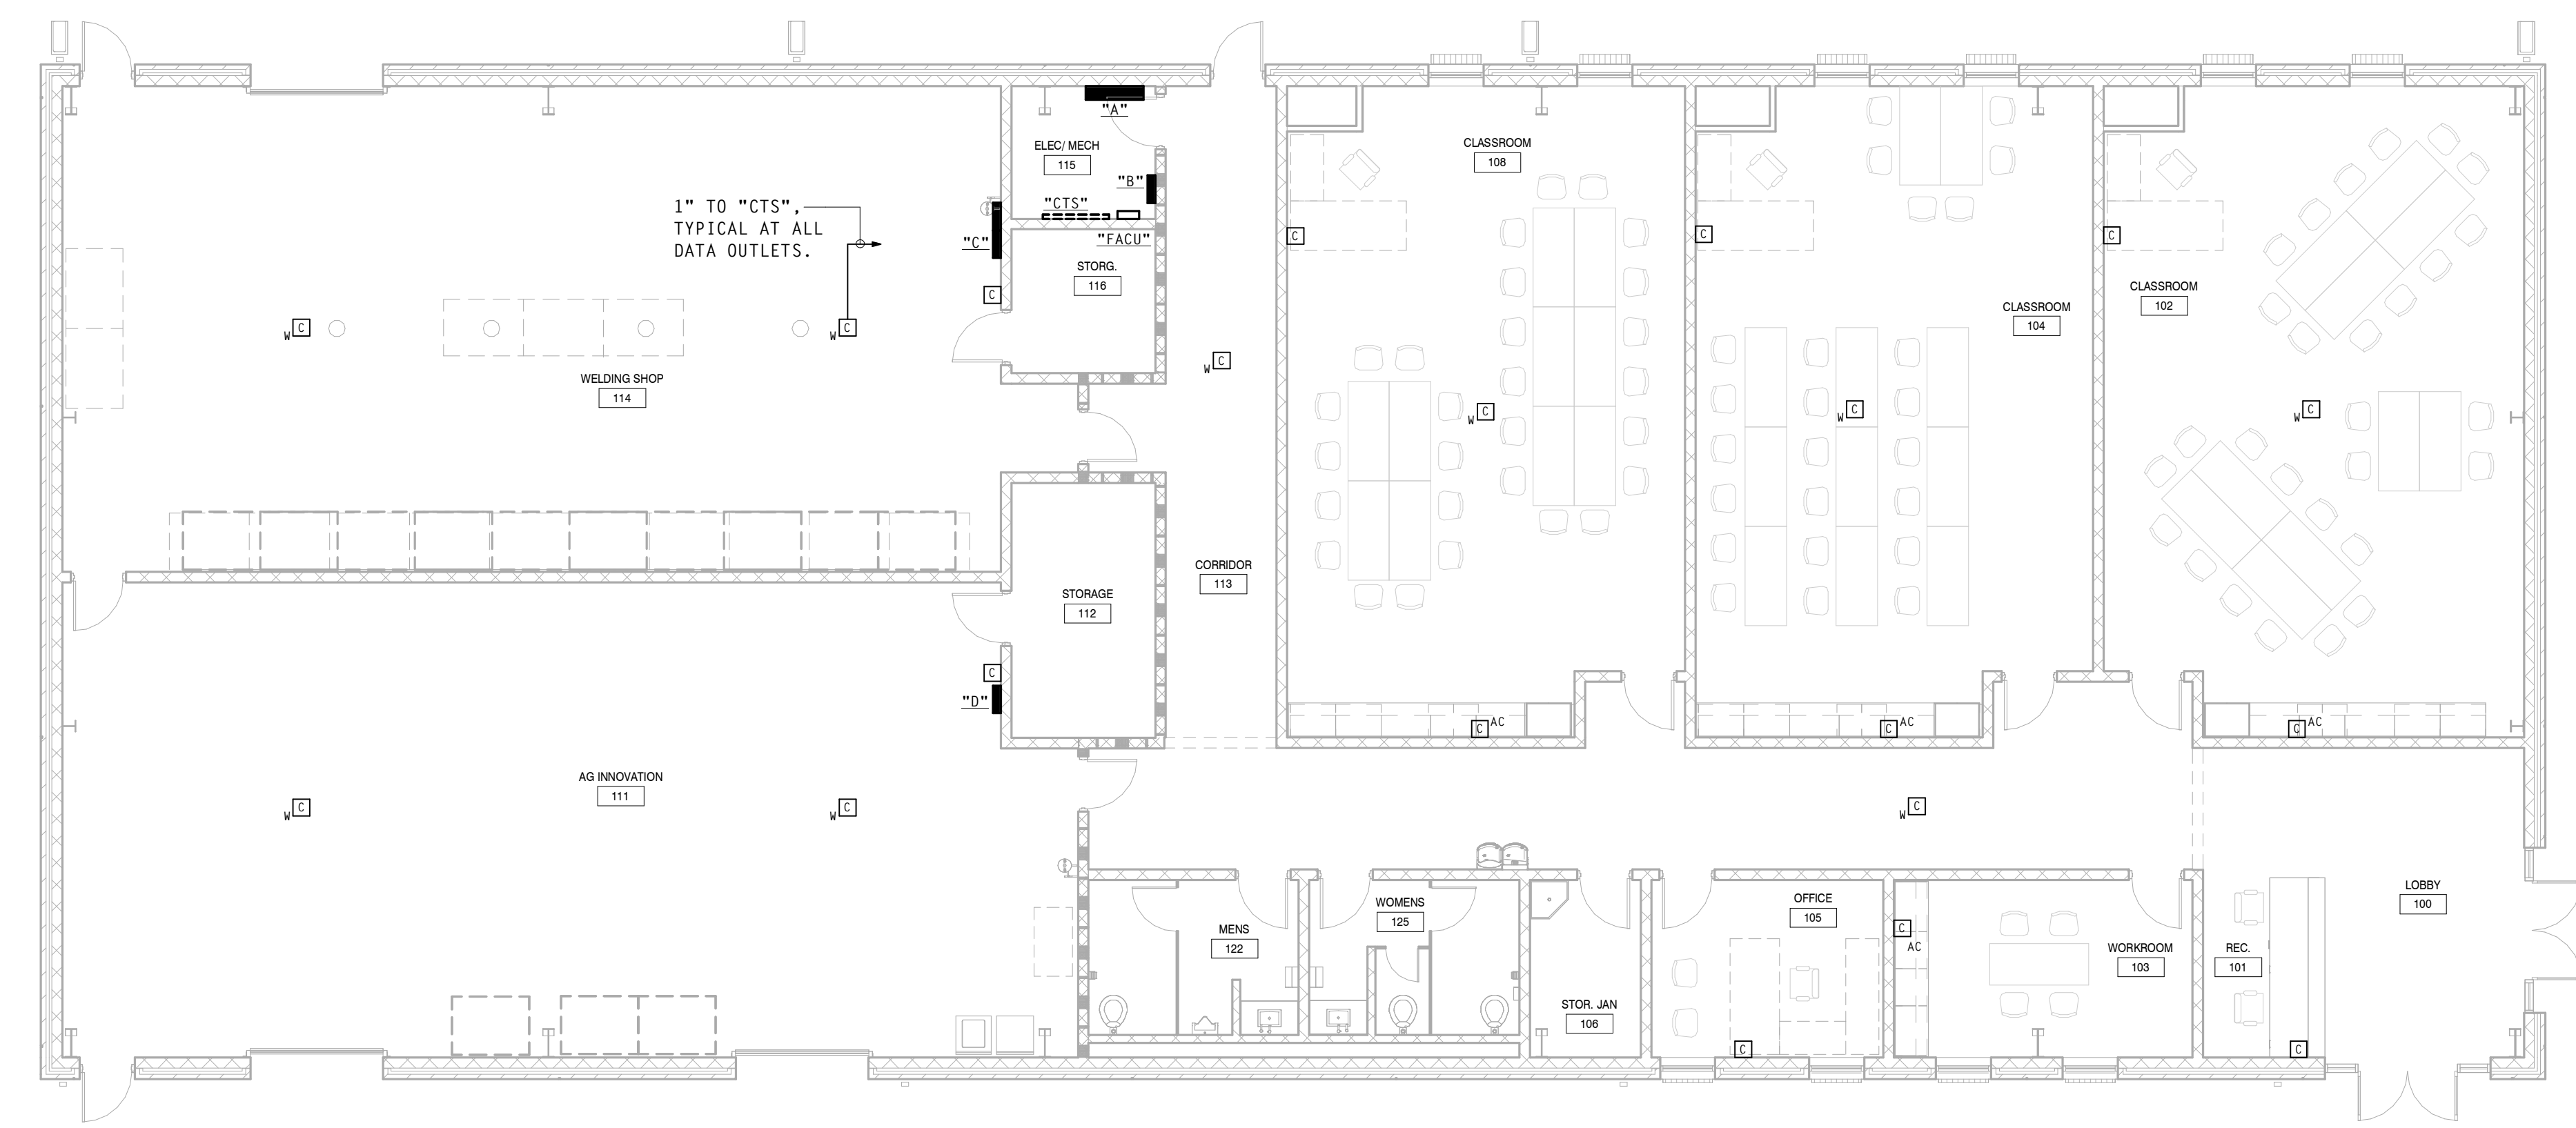 "A"
ELEC/ MECH
115
"B"
"CTS"
"FACU"
"C"
C
STORG.
116
1" TO "CTS",
TYPICAL AT ALL
DATA OUTLETS.
W C
W C
WELDING SHOP
114
W C
CORRIDOR
113
STORAGE
112
C
"D"
AG INNOVATION
111
W C
W C
CLASSROOM
108
C
W C
C AC
CLASSROOM
104
C
W C
C AC
CLASSROOM
102
C
W C
C AC
W C
MENS
122
WOMENS
125
STOR. JAN
106
OFFICE
105
C
C
AC
WORKROOM
103
REC.
101
C
LOBBY
100